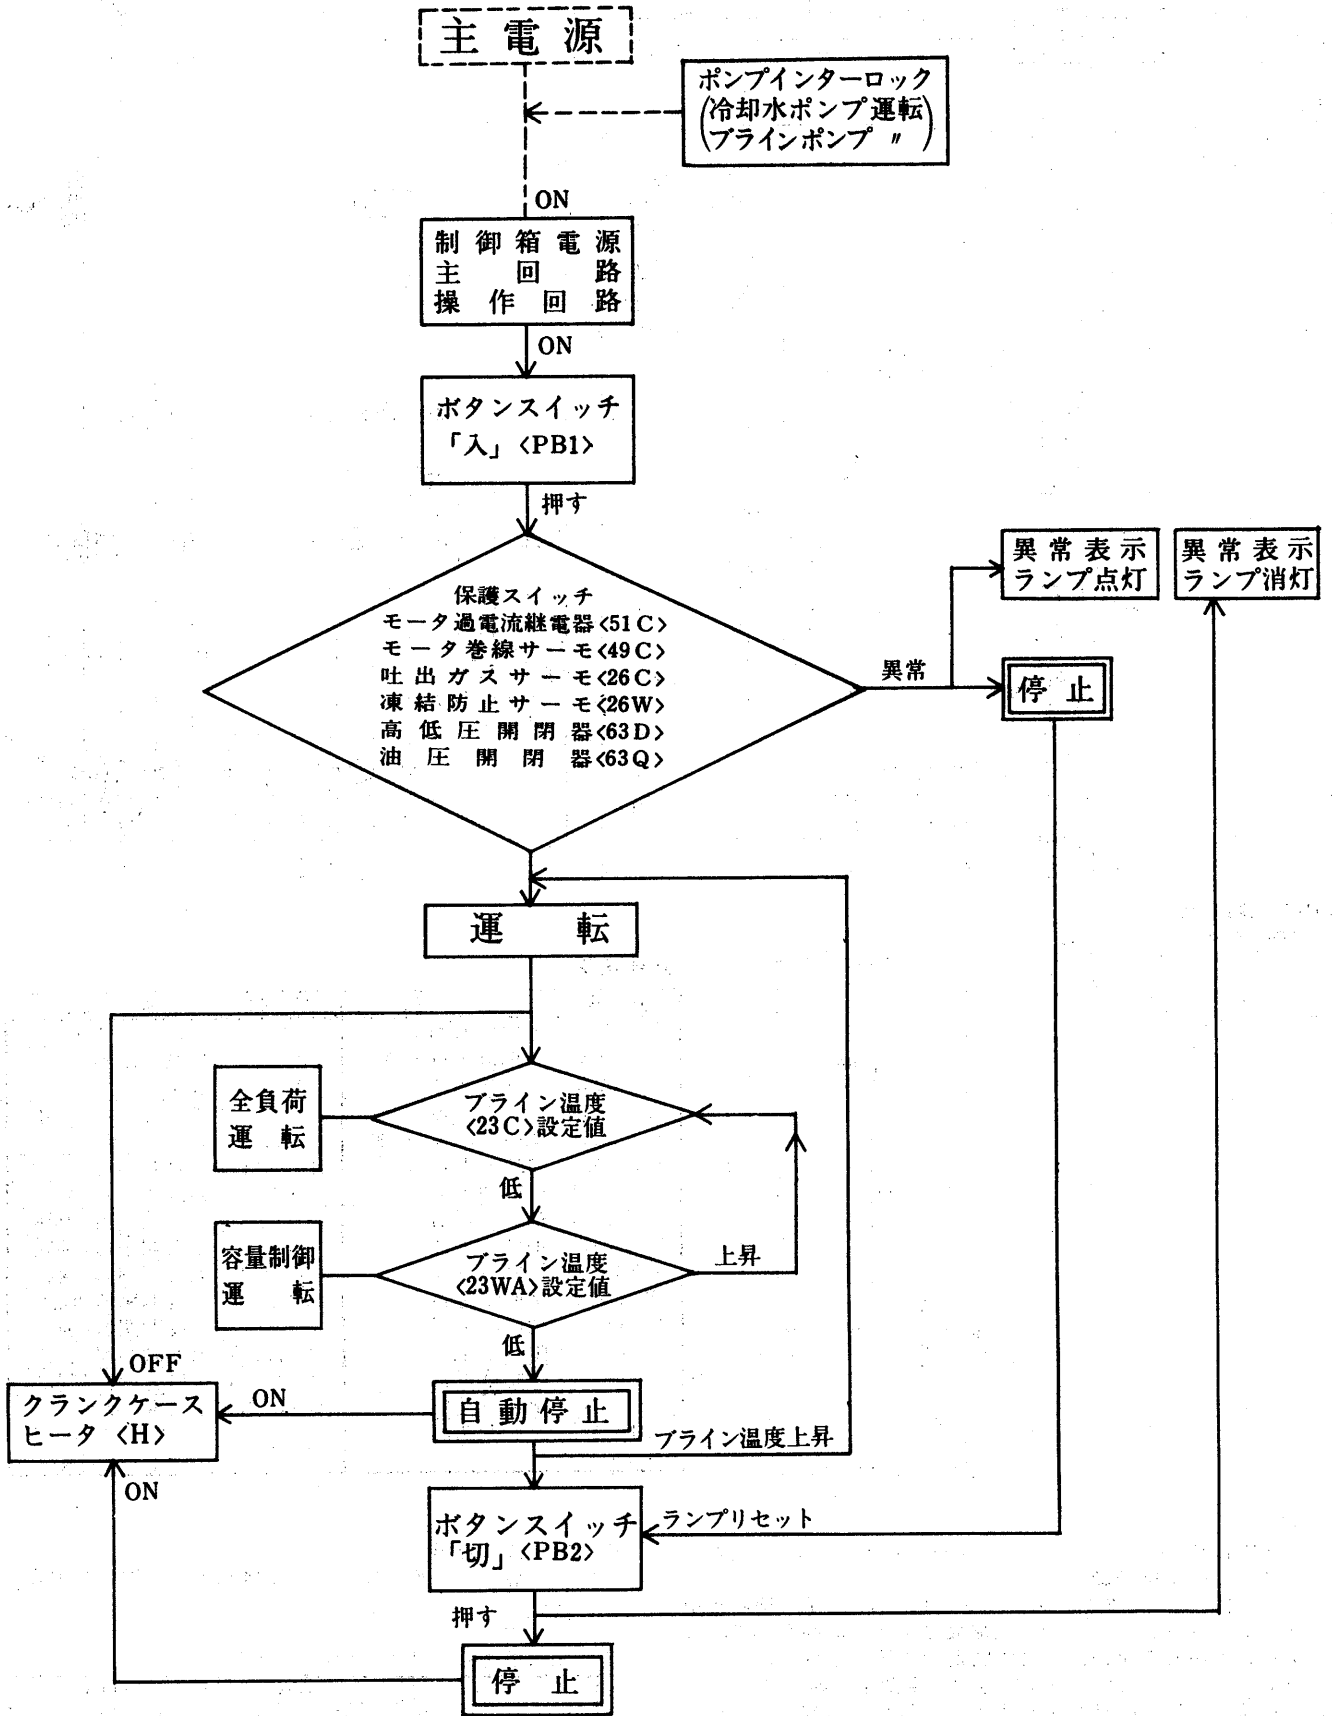 主電源
ポンプインターロック
(冷却水ポンプ運転)
(ブラインポンプ 〃)
ON
制御箱電源
主回路
操作回路
ON
ボタンスイッチ
「入」<PB1>
押す
保護スイッチ
モータ過電流継電器<51C>
モータ巻線サーモ<49C>
吐出ガスサーモ<26C>
凍結防止サーモ<26W>
高低圧開閉器<63D>
油圧開閉器<63Q>
異常
異常表示
ランプ点灯
異常表示
ランプ消灯
停止
運転
全負荷
運転
ブライン温度
<23C>設定値
低
容量制御
運転
ブライン温度
<23WA>設定値
上昇
低
OFF
クランクケース
ヒータ<H>
ON
自動停止
ブライン温度上昇
ON
ボタンスイッチ
「切」<PB2>
ランプリセット
押す
停止